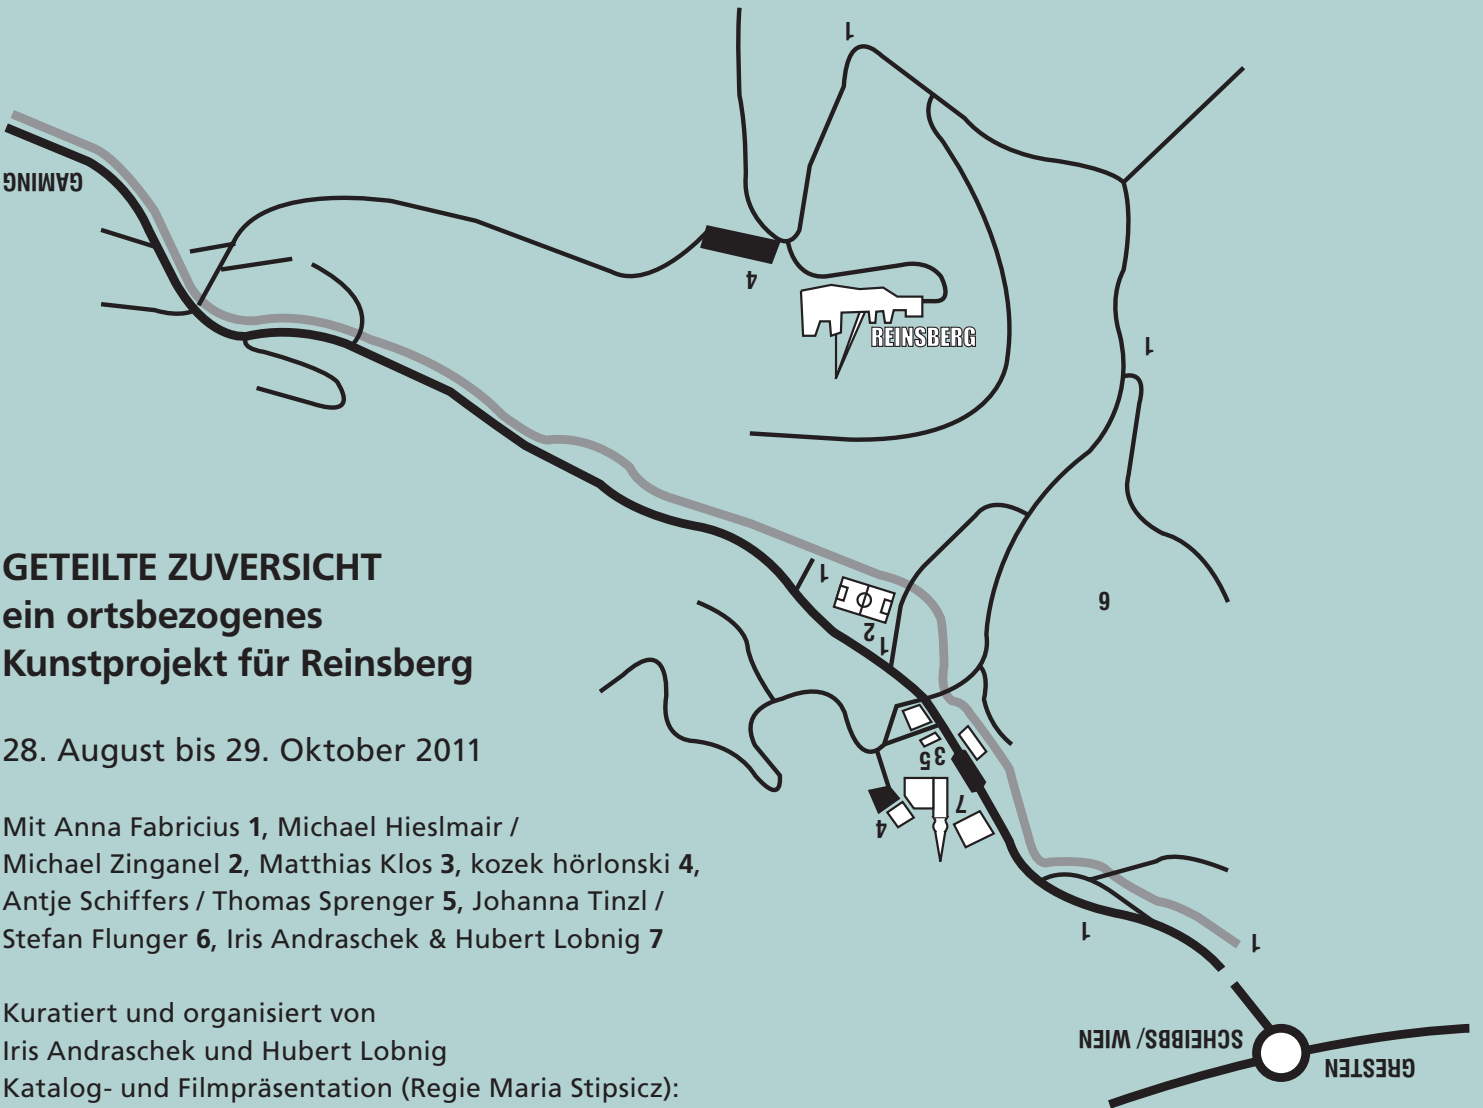 1
GAMING
4
REINSBERG
1
GETEILTE ZUVERSICHT
ein ortsbezogenes
Kunstprojekt für Reinsberg
1
2
1
6
28. August bis 29. Oktober 2011
3 5
7
4
Mit Anna Fabricius 1, Michael Hieslmair /
Michael Zinganel 2, Matthias Klos 3, kozek hörlonski 4,
Antje Schiffers / Thomas Sprenger 5, Johanna Tinzl /
Stefan Flunger 6, Iris Andraschek & Hubert Lobnig 7
1
1
Kuratiert und organisiert von
Iris Andraschek und Hubert Lobnig
Katalog- und Filmpräsentation (Regie Maria Stipsicz):
SCHEIBBS/ WIEN
GRESTEN